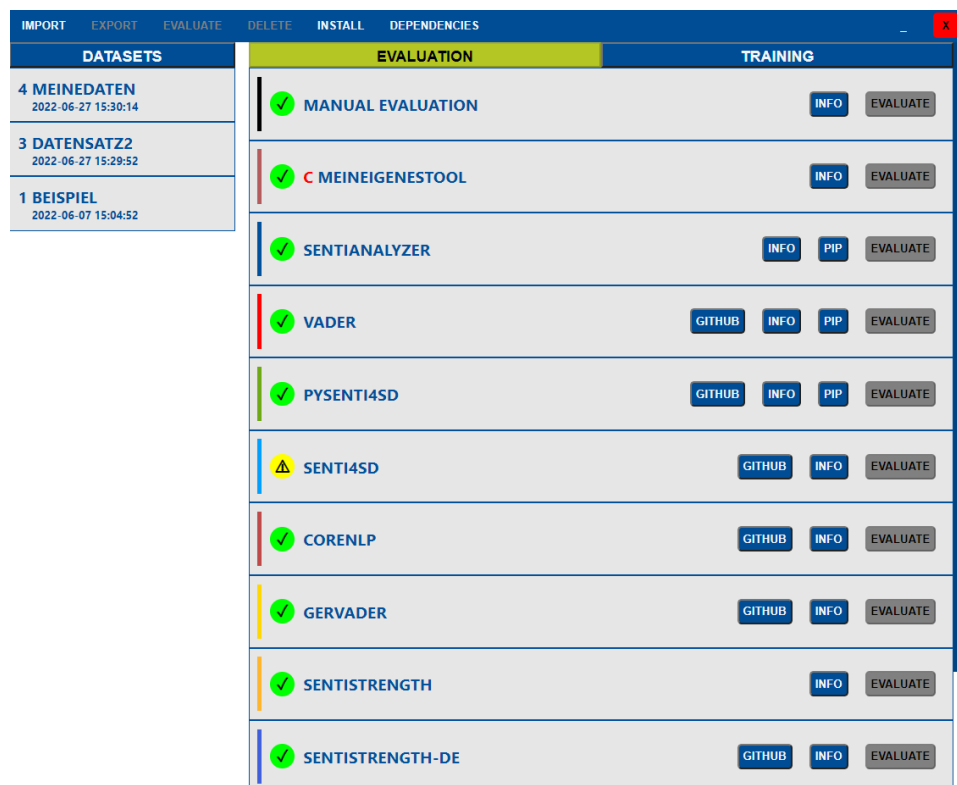 IMPORT EXPORT EVALUATE DELETE INSTALL DEPENDENCIES _ X
DATASETS
4 MEINEDATEN
2022-06-27 15:30:14
3 DATENSATZ2
2022-06-27 15:29:52
1 BEISPIEL
2022-06-07 15:04:52
EVALUATION TRAINING
MANUAL EVALUATION INFO EVALUATE
C MEINEIGENESTOOL INFO EVALUATE
SENTIANALYZER INFO PIP EVALUATE
VADER GITHUB INFO PIP EVALUATE
PYSENTI4SD GITHUB INFO PIP EVALUATE
SENTI4SD GITHUB INFO EVALUATE
CORENLP GITHUB INFO EVALUATE
GERVADER GITHUB INFO EVALUATE
SENTISTRENGTH INFO EVALUATE
SENTISTRENGTH-DE GITHUB INFO EVALUATE